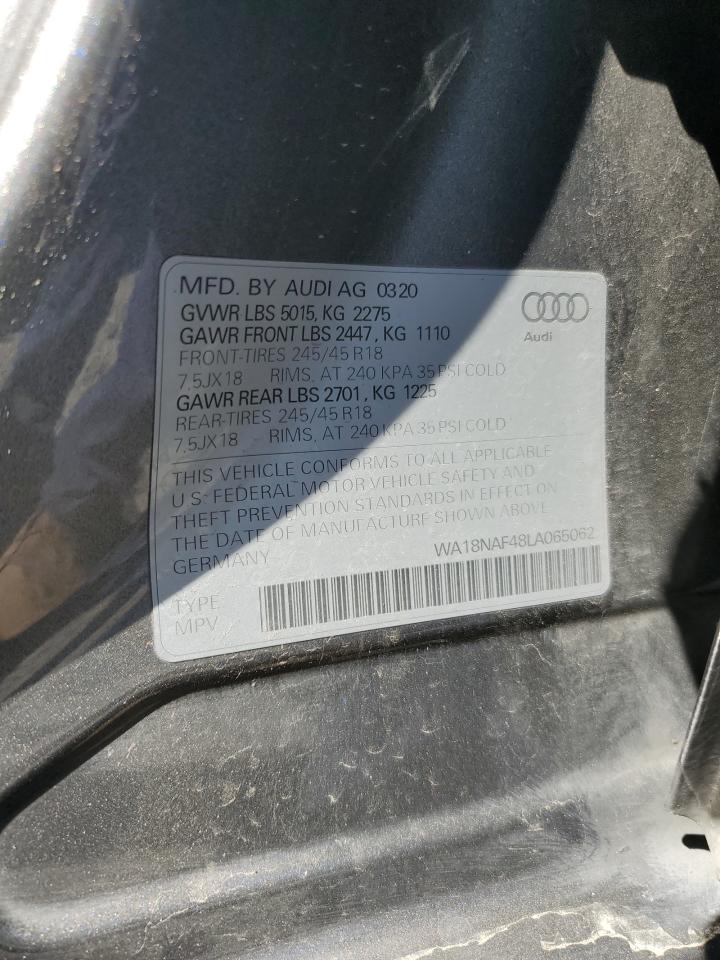 MFD. BY AUDI AG 0320
GVWR LBS 5015, KG 2275
GAWR FRONT LBS 2447, KG 1110
FRONT-TIRES 245/45 R18
7,5JX18 RIMS, AT 240 KPA 35 PSI COLD
GAWR REAR LBS 2701, KG 1225
REAR-TIRES 245/45 R18
7,5JX18 RIMS, AT 240 KPA 35 PSI COLD
Audi
THIS VEHICLE CONFORMS TO ALL APPLICABLE
U.S. FEDERAL MOTOR VEHICLE SAFETY AND
THEFT PREVENTION STANDARDS IN EFFECT ON
THE DATE OF MANUFACTURE SHOWN ABOVE
GERMANY WA18NAF48LA065062
TYPE
MPV